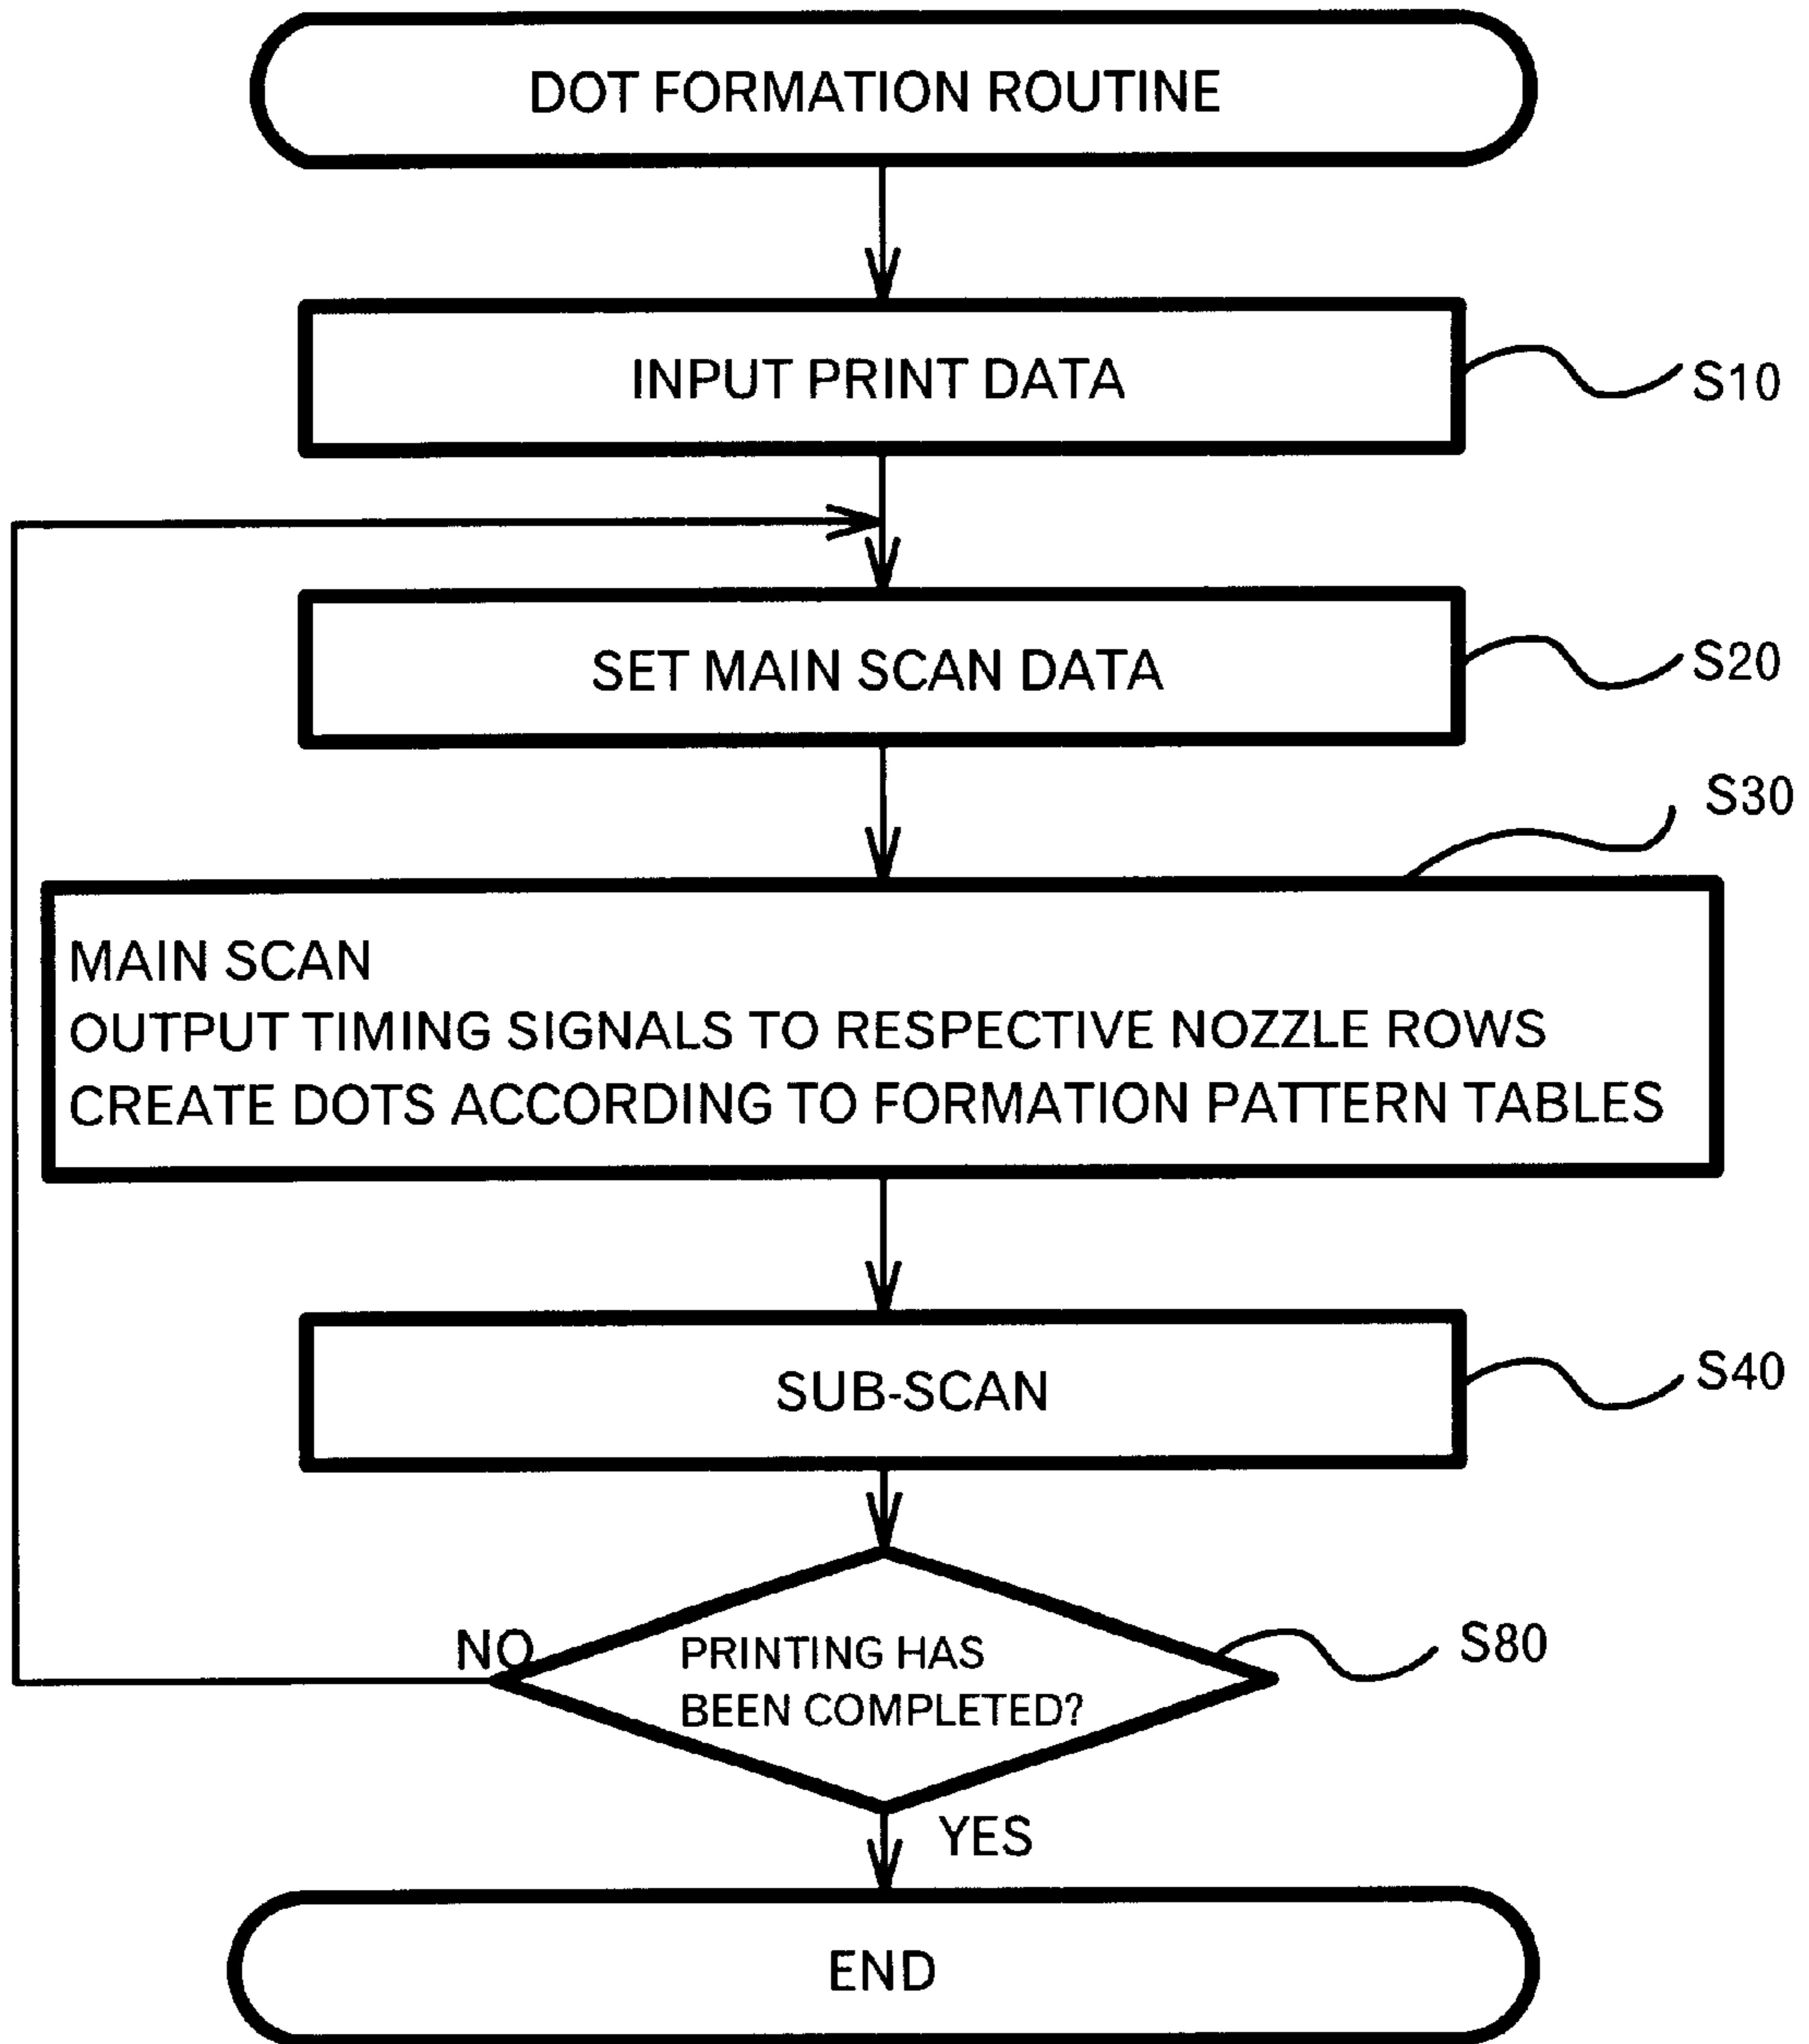 DOT FORMATION ROUTINE
INPUT PRINT DATA
S10
SET MAIN SCAN DATA
S20
S30
MAIN SCAN
OUTPUT TIMING SIGNALS TO RESPECTIVE NOZZLE ROWS
CREATE DOTS ACCORDING TO FORMATION PATTERN TABLES
SUB-SCAN
S40
NO
PRINTING HAS
BEEN COMPLETED?
S80
YES
END